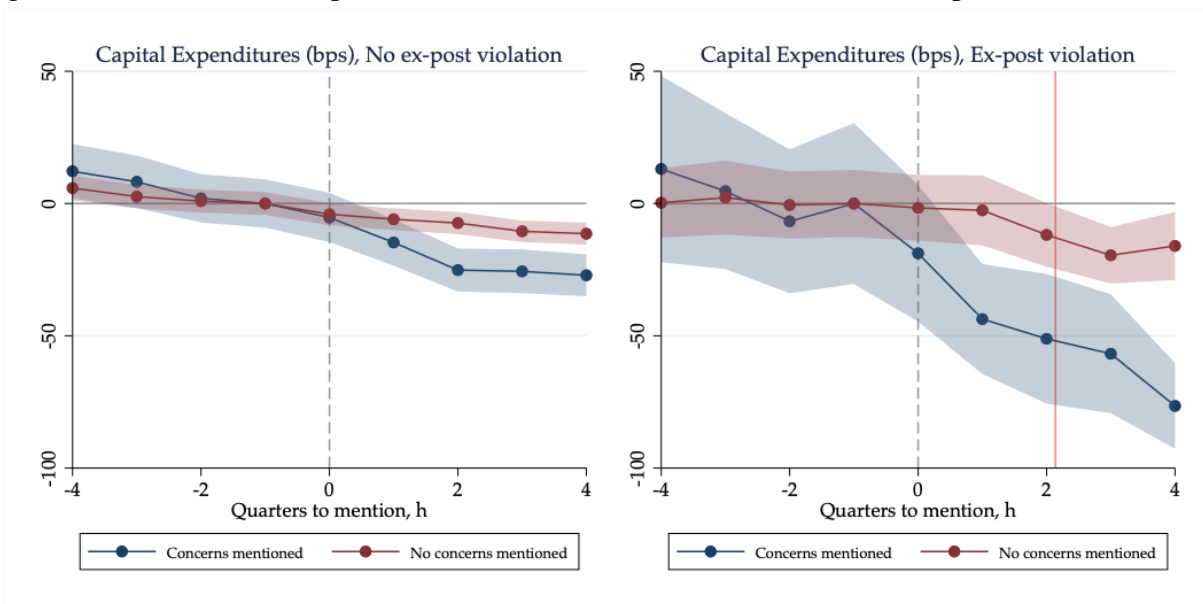 Capital Expenditures (bps), No ex-post violation
50
0
-50
-100
-4 -2 0 2 4
Quarters to mention, h
Concerns mentioned No concerns mentioned
Capital Expenditures (bps), Ex-post violation
50
0
-50
-100
-4 -2 0 2 4
Quarters to mention, h
Concerns mentioned No concerns mentioned